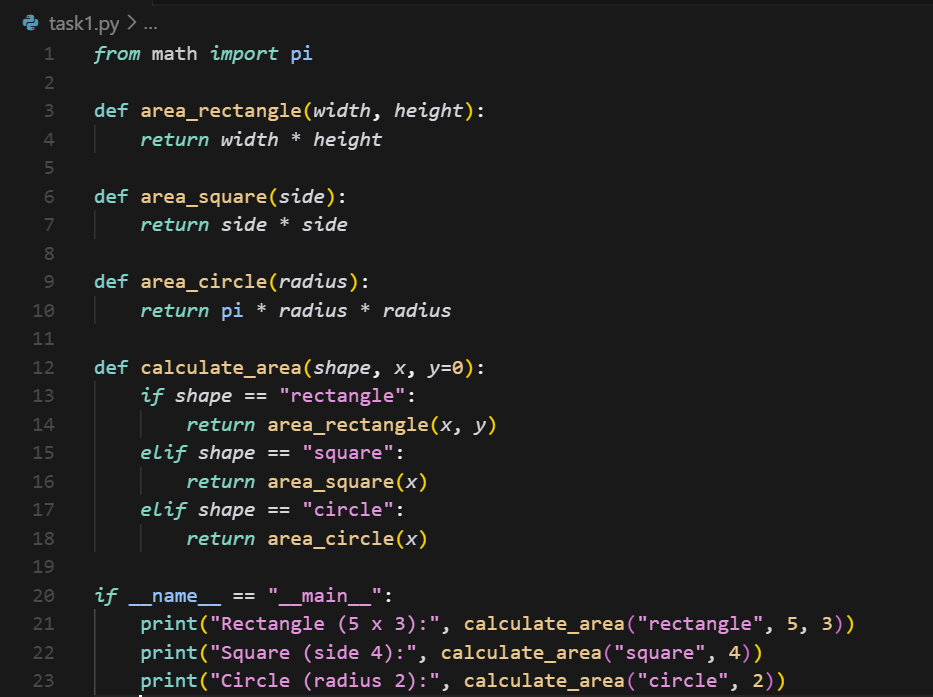 task1.py > ...
1 from math import pi
2
3 def area_rectangle(width, height):
4     return width * height
5
6 def area_square(side):
7     return side * side
8
9 def area_circle(radius):
10     return pi * radius * radius
11
12 def calculate_area(shape, x, y=0):
13     if shape == "rectangle":
14         return area_rectangle(x, y)
15     elif shape == "square":
16         return area_square(x)
17     elif shape == "circle":
18         return area_circle(x)
19
20 if __name__ == "__main__":
21     print("Rectangle (5 x 3):", calculate_area("rectangle", 5, 3))
22     print("Square (side 4):", calculate_area("square", 4))
23     print("Circle (radius 2):", calculate_area("circle", 2))